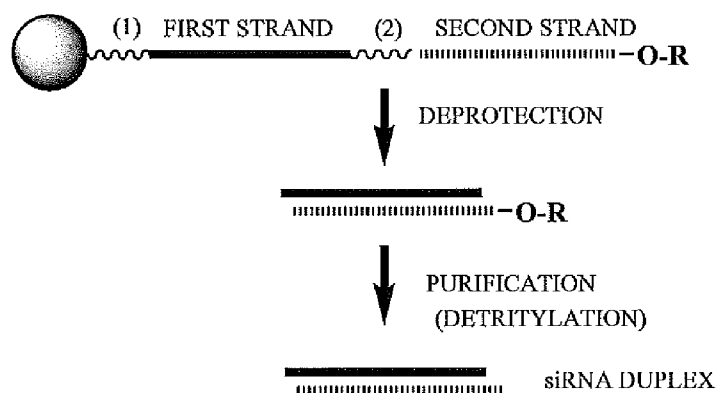 (1) FIRST STRAND (2) SECOND STRAND
O-R
DEPROTECTION
O-R
PURIFICATION
(DETRITYLATION)
siRNA DUPLEX